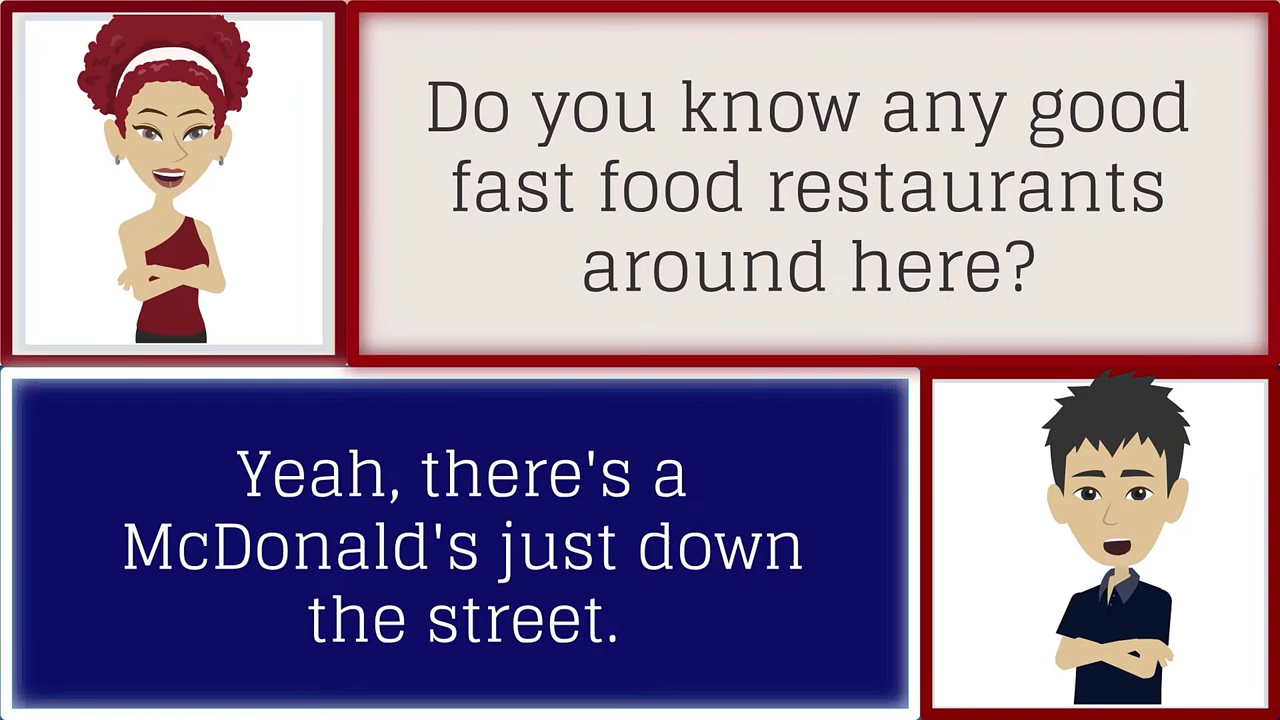 Do you know any good
fast food restaurants
around here?
Yeah, there's a
McDonald's just down
the street.